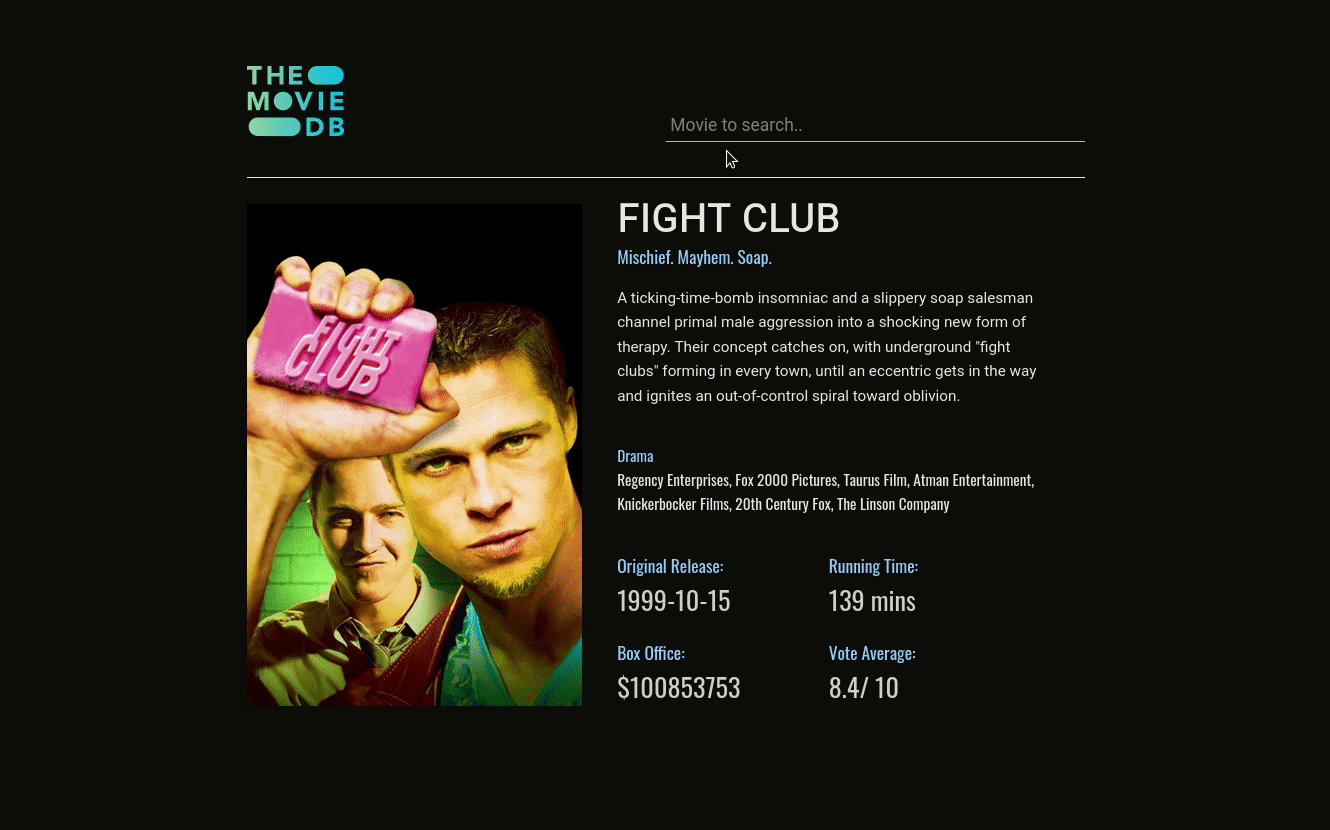 THE
MOVIE
DB
Movie to search..
FIGHT CLUB
Mischief. Mayhem. Soap.
A ticking-time-bomb insomniac and a slippery soap salesman
channel primal male aggression into a shocking new form of
therapy. Their concept catches on, with underground "fight
clubs" forming in every town, until an eccentric gets in the way
and ignites an out-of-control spiral toward oblivion.
FIGHT
CLUB
Drama
Regency Enterprises, Fox 2000 Pictures, Taurus Film, Atman Entertainment,
Knickerbocker Films, 20th Century Fox, The Linson Company
Original Release:
Running Time:
1999-10-15
139 mins
Box Office:
Vote Average:
$100853753
8.4/ 10